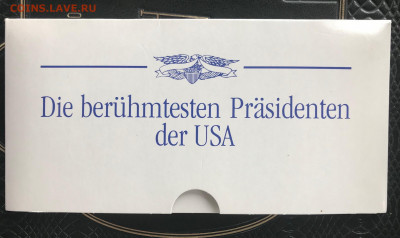 COINS.LAVE.RU
Die berühmtesten Präsidenten
der USA